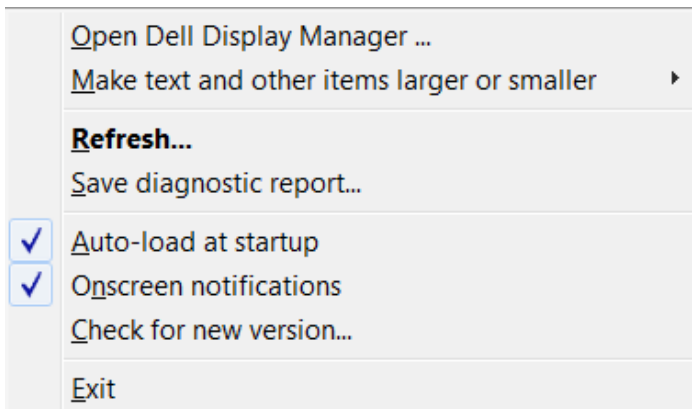 Open Dell Display Manager ...
Make text and other items larger or smaller
Refresh...
Save diagnostic report...
Auto-load at startup
Onscreen notifications
Check for new version...
Exit